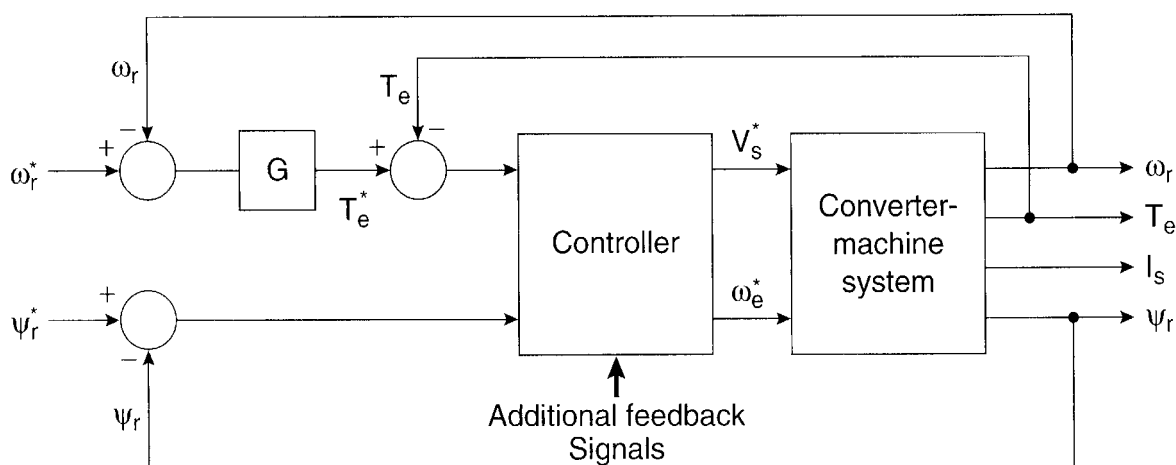 ωr
Te
−
−
+
+
ωr*
G
Te*
Vs*
Controller
Converter-
machine
system
ωr
Te
Is
ψr
ωe*
+
ψr*
−
ψr
Additional feedback
Signals